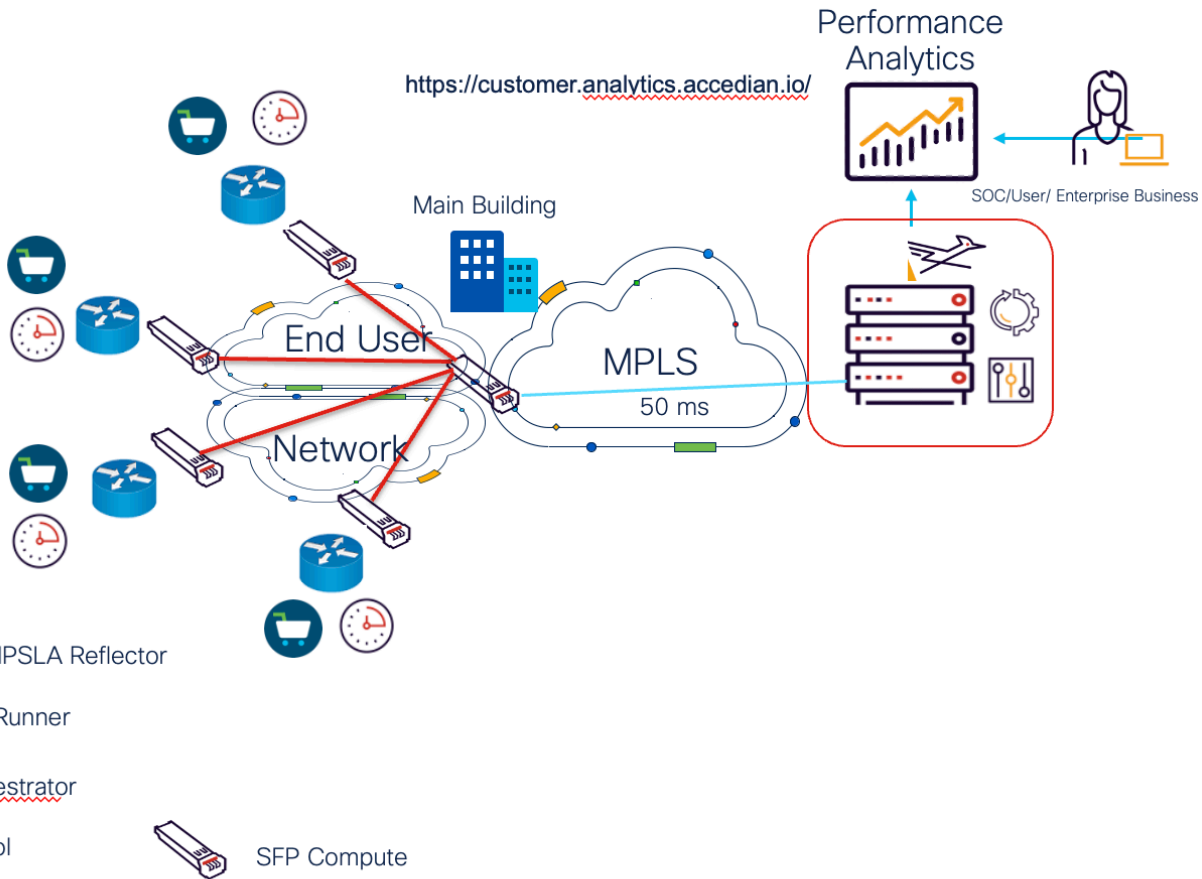 Performance
Analytics
https://customer.analytics.accedian.io/
SOC/User/ Enterprise Business
Main Building
End User
MPLS
50 ms
Network
IPSLA Reflector
Runner
estrator
ol
SFP Compute